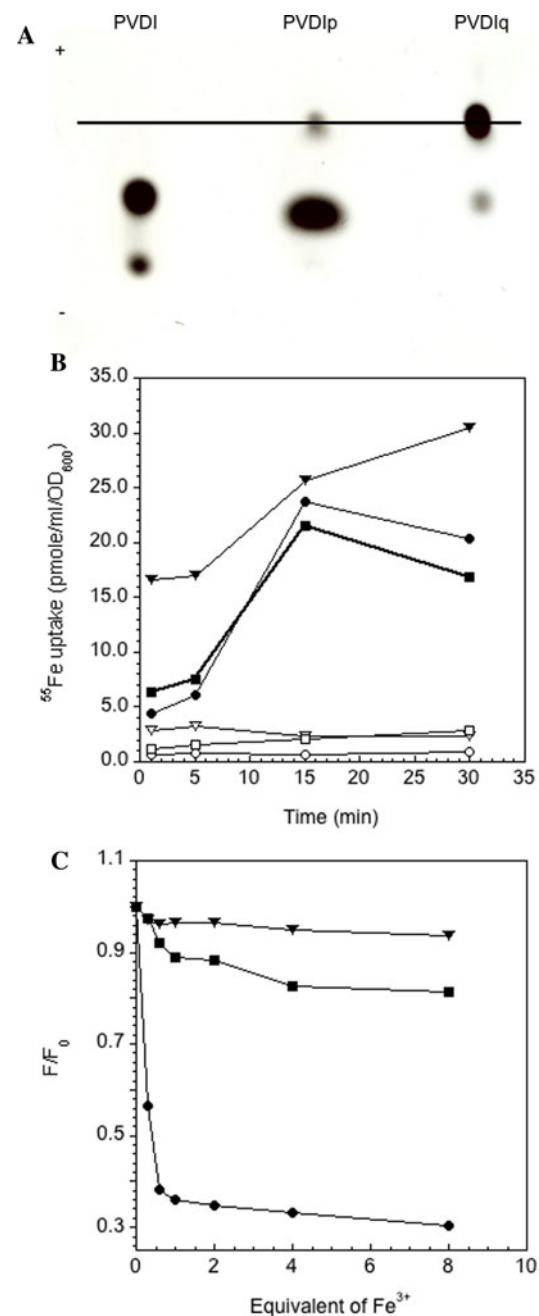 A
PVDI PVDIp PVDIq
+
-
B
35.0
30.0
25.0
20.0
15.0
10.0
5.0
0.0
⁵⁵Fe uptake (pmole/ml/OD₆₀₀)
0 5 10 15 20 25 30 35
Time (min)
C
1.1
0.9
0.7
0.5
0.3
F/F₀
0 2 4 6 8 10
Equivalent of Fe³⁺